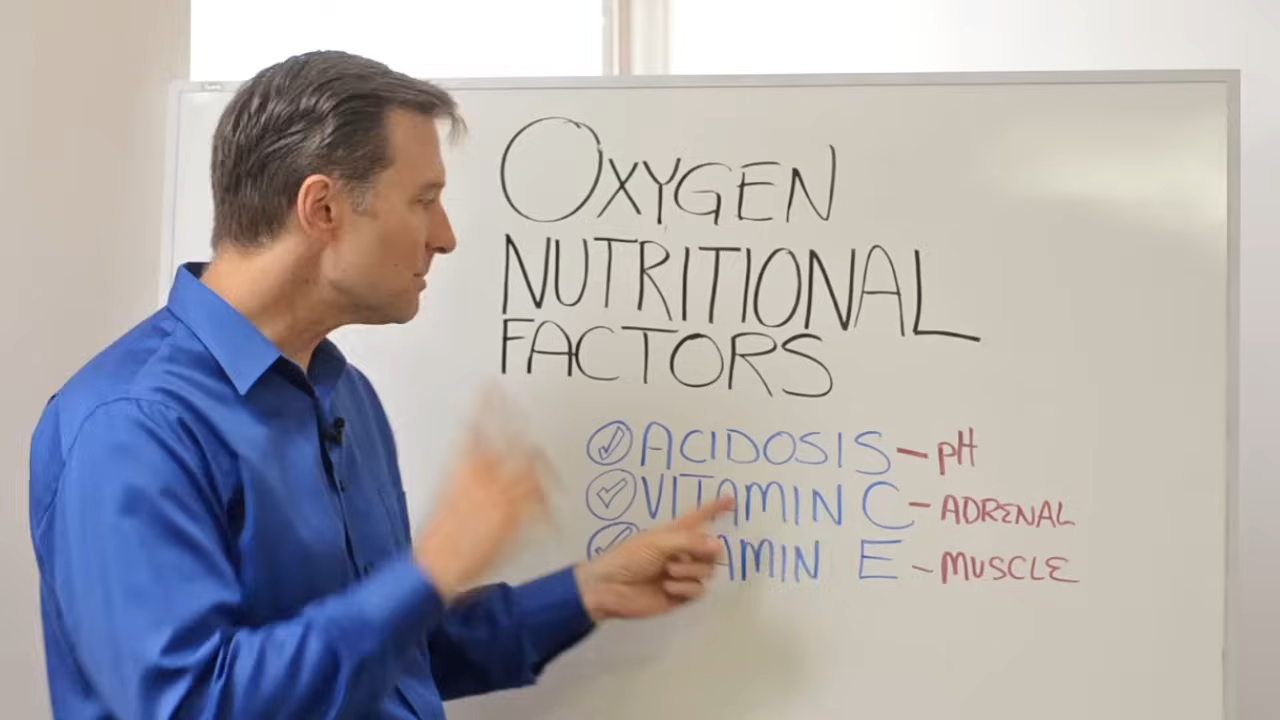 OXYGEN
NUTRITIONAL
FACTORS
ACIDOSIS - pH
VITAMIN C - ADRENAL
AMIN E - MUSCLE